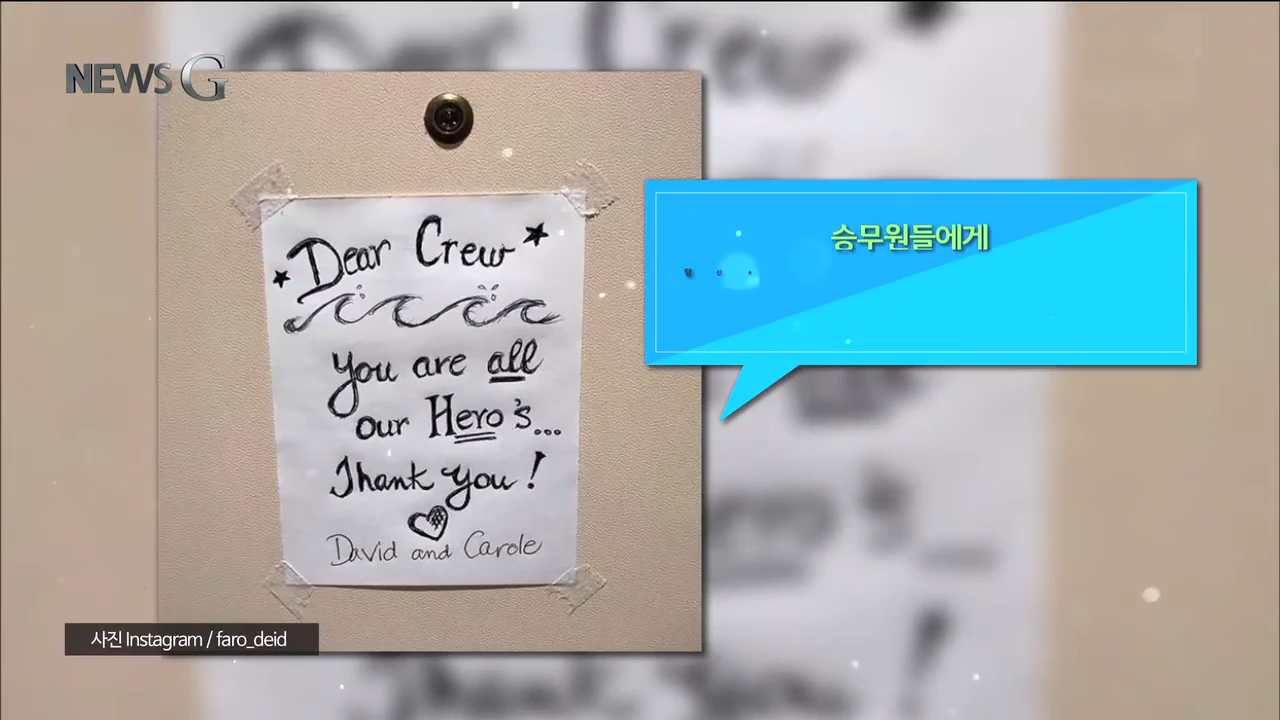 NEWS G
Dear Crew
you are all
our Hero's...
Thank you!
David and Carole
승무원들에게
사진 Instagram / faro_deid